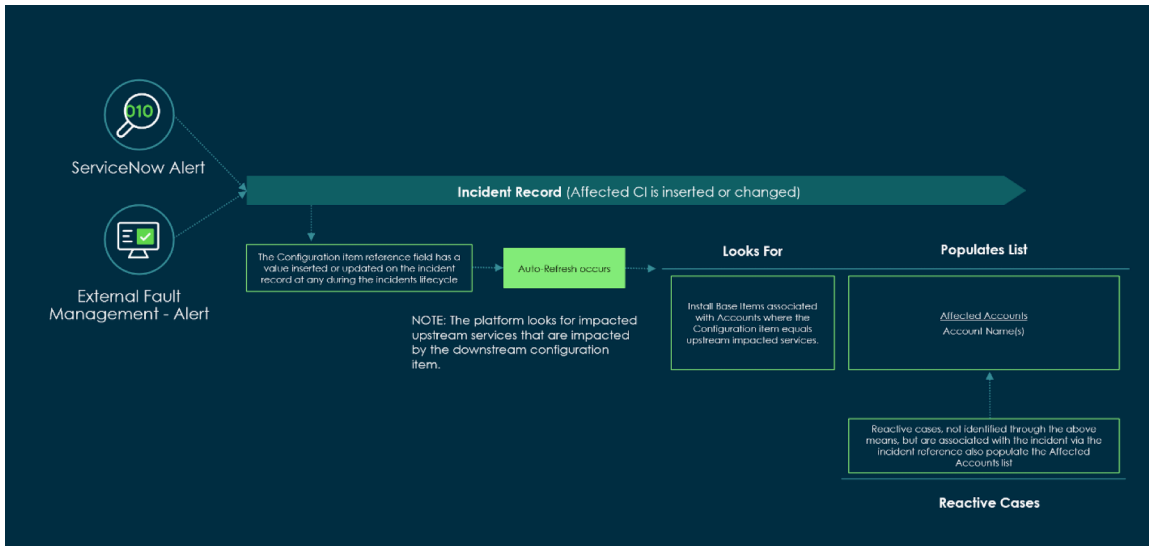 010
ServiceNow Alert
External Fault
Management - Alert
Incident Record (Affected CI is inserted or changed)
The Configuration item reference field has a
value inserted or updated on the incident
record at any during the incidents lifecycle
Auto-Refresh occurs
NOTE: The platform looks for impacted
upstream services that are impacted
by the downstream configuration
item.
Looks For
Install Base Items associated
with Accounts where the
Configuration item equals
upstream impacted services.
Populates List
Affected Accounts
Account Name(s)
Reactive cases, not identified through the above
means, but are associated with the incident via the
incident reference also populate the Affected
Accounts list
Reactive Cases